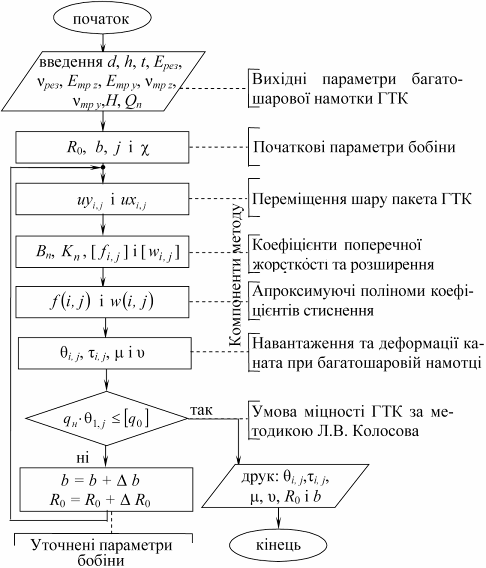 початок
введення d, h, t, Eрез,
νрез, Eтр z, Eтр y, νтр z,
νтр y, H, Qn
Вихідні параметри багато-
шарової намотки ГТК
R0, b, j і χ
Початкові параметри бобіни
uyi,j і uxi,j
Переміщення шару пакета ГТК
Bn, Kn, [fi,j] і [wi,j]
Коефіцієнти поперечної
жорсткості та розширення
f(i,j) і w(i,j)
Апроксимуючі поліноми коефі-
цієнтів стиснення
θi,j, τi,j, μ і υ
Навантаження та деформації ка-
ната при багатошаровій намотці
Компоненти методу
qн·θ1,j ≤ [q0]
так
Умова міцності ГТК за ме-
тодикою Л.В. Колосова
ні
b = b + Δ b
R0 = R0 + Δ R0
друк: θi,j, τi,j,
μ, υ, R0 і b
Уточнені параметри
бобіни
кінець